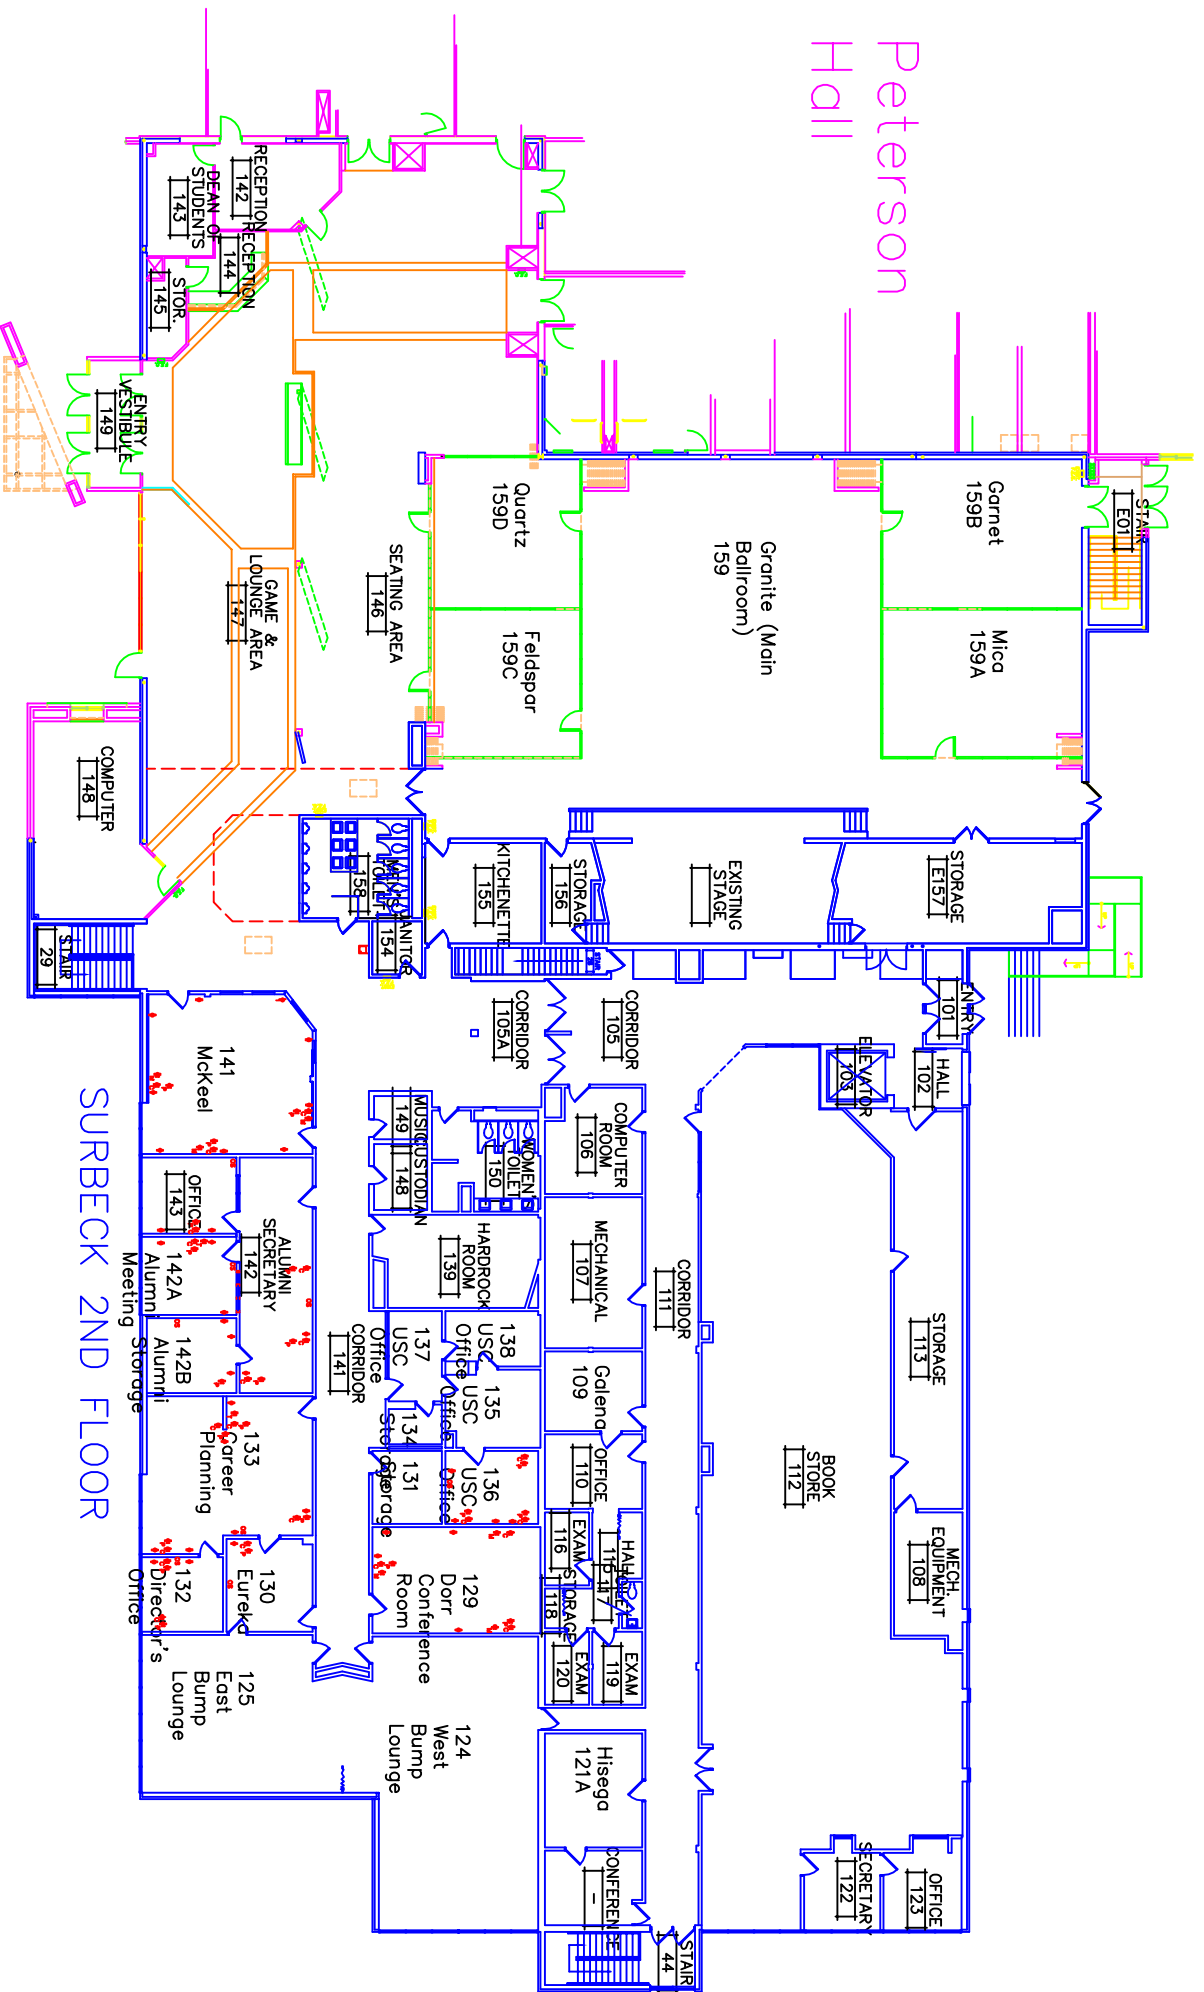 Peterson
Hall
SURBECK 2ND FLOOR
RECEPTION
142
DEAN OF
STUDENTS
143
RECEPTION
144
STOR.
145
ENTRY
VESTIBULE
149
GAME &
LOUNGE AREA
147
SEATING AREA
146
COMPUTER
148
STAIR
29
Quartz
159D
Feldspar
159C
Granite (Main
Ballroom)
159
Garnet
159B
Mica
159A
STAIR
E01
MEN'S
TOILET
158
JANITOR
154
KITCHENETTE
155
STORAGE
156
EXISTING
STAGE
STORAGE
E157
CORRIDOR
105A
CORRIDOR
105
ENTRY
101
HALL
102
ELEVATOR
103
141
McKeel
MUSIC
149
CUSTODIAN
148
WOMEN'S
TOILET
150
COMPUTER
ROOM
106
MECHANICAL
107
CORRIDOR
111
STORAGE
113
OFFICE
143
ALUMNI
SECRETARY
142
142A
Alumni
Meeting
142B
Alumni
Storage
CORRIDOR
141
HARDROCK
ROOM
139
137
USC
Office
138
USC
Office
135
USC
Office
134
Storage
131
Storage
136
USC
Office
Galena
109
OFFICE
110
BOOK
STORE
112
MECH.
EQUIPMENT
108
133
Career
Planning
132
Director's
Office
130
Eureka
129
Dorr
Conference
Room
EXAM
116
HALL
115
TOILET
117
STORAGE
118
EXAM
119
EXAM
120
125
East
Bump
Lounge
124
West
Bump
Lounge
Hisega
121A
CONFERENCE
-
STAIR
44
SECRETARY
122
OFFICE
123